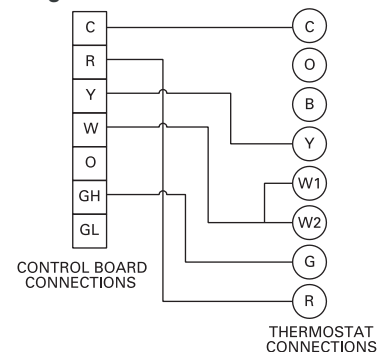 C
R
Y
W
O
GH
GL
CONTROL BOARD
CONNECTIONS
C
O
B
Y
W1
W2
G
R
THERMOSTAT
CONNECTIONS